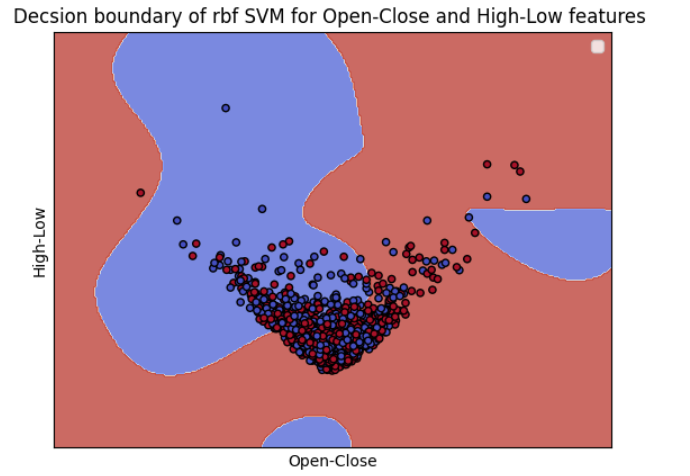 Decsion boundary of rbf SVM for Open-Close and High-Low features
High-Low
Open-Close